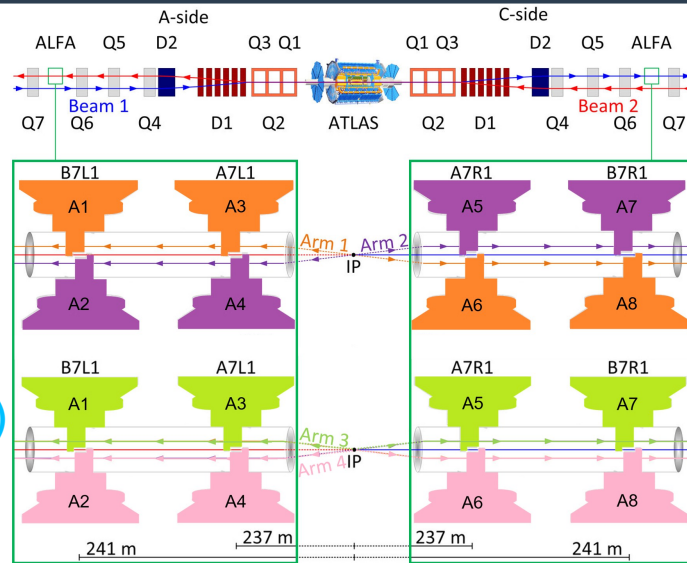 A-side C-side
ALFA Q5 D2 Q3 Q1 Q1 Q3 D2 Q5 ALFA
Beam 1 Beam 2
Q7 Q6 Q4 D1 Q2 ATLAS Q2 D1 Q4 Q6 Q7
B7L1 A7L1 A7R1 B7R1
A1 A3 A5 A7
Arm 1 Arm 2
IP
A2 A4 A6 A8
B7L1 A7L1 A7R1 B7R1
A1 A3 A5 A7
Arm 3
Arm 4
IP
A2 A4 A6 A8
237 m 237 m
241 m 241 m